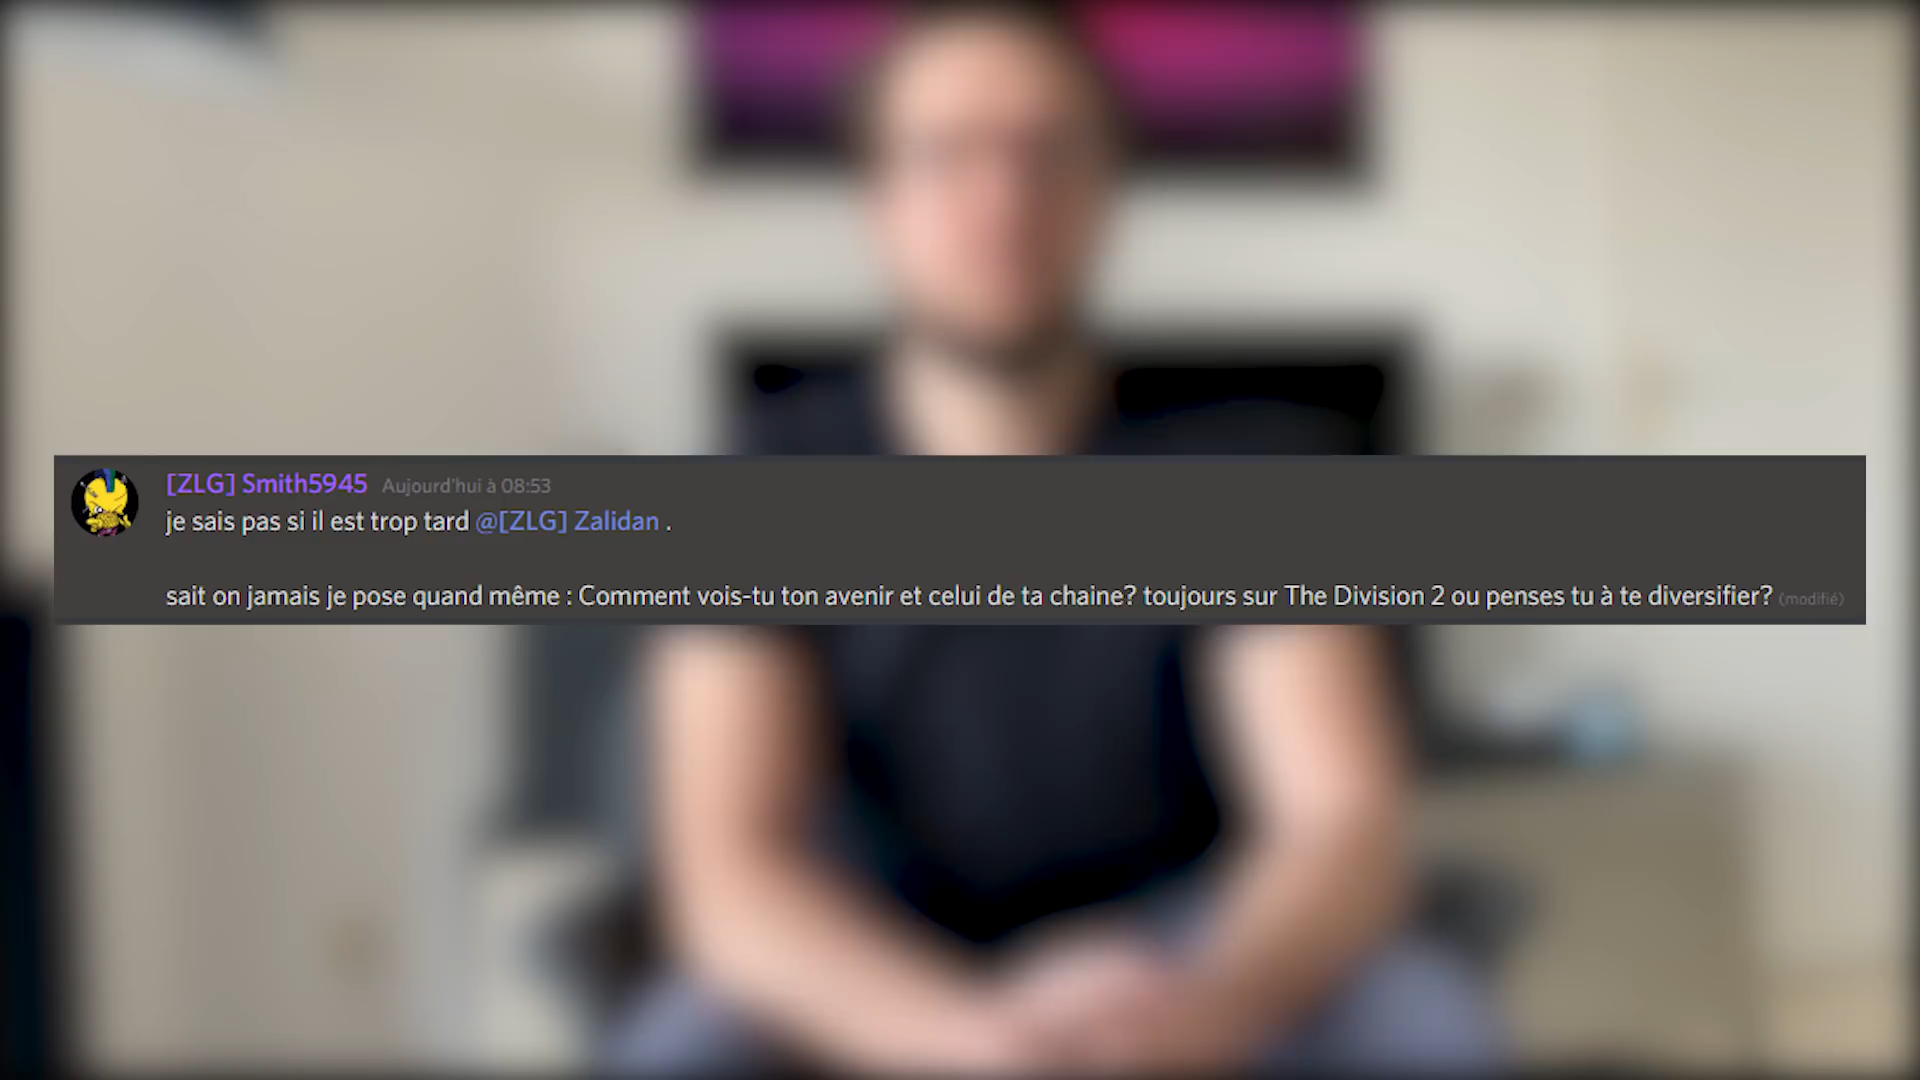 [ZLG] Smith5945 Aujourd'hui à 08:53
je sais pas si il est trop tard @[ZLG] Zalidan .
sait on jamais je pose quand même : Comment vois-tu ton avenir et celui de ta chaine? toujours sur The Division 2 ou penses tu à te diversifier? (modifié)